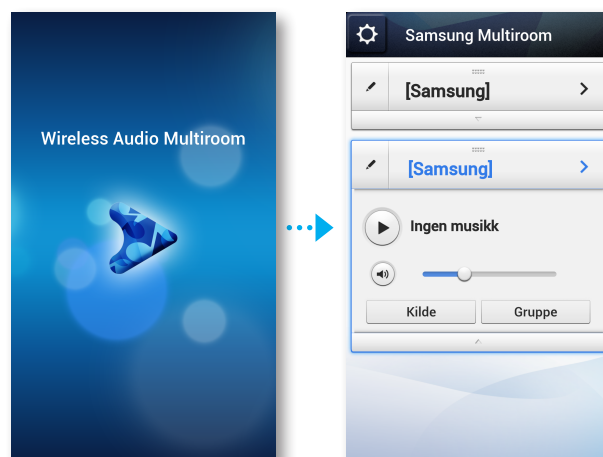 Wireless Audio Multiroom
Samsung Multiroom
[Samsung]
[Samsung]
Ingen musikk
Kilde Gruppe